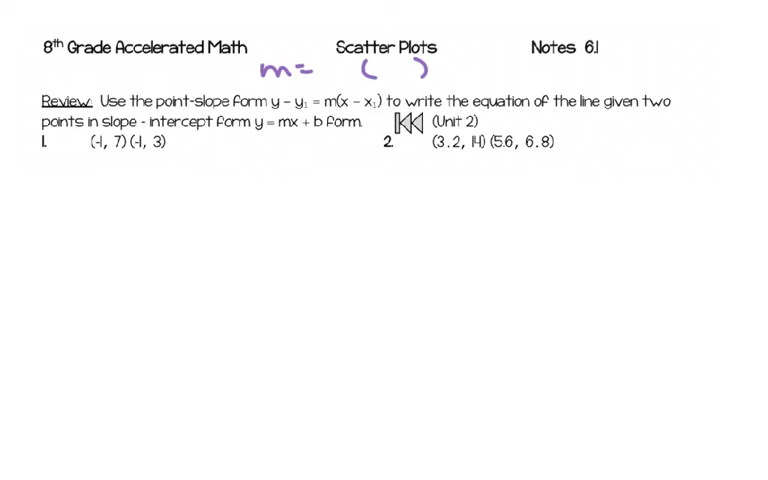 8th Grade Accelerated Math Scatter Plots Notes 6.1
m= ( )
Review: Use the point-slope form y - y₁ = m(x - x₁) to write the equation of the line given two
points in slope - intercept form y = mx + b form. (Unit 2)
1. (-1, 7) (-1, 3) 2. (3.2, 14) (5.6, 6.8)